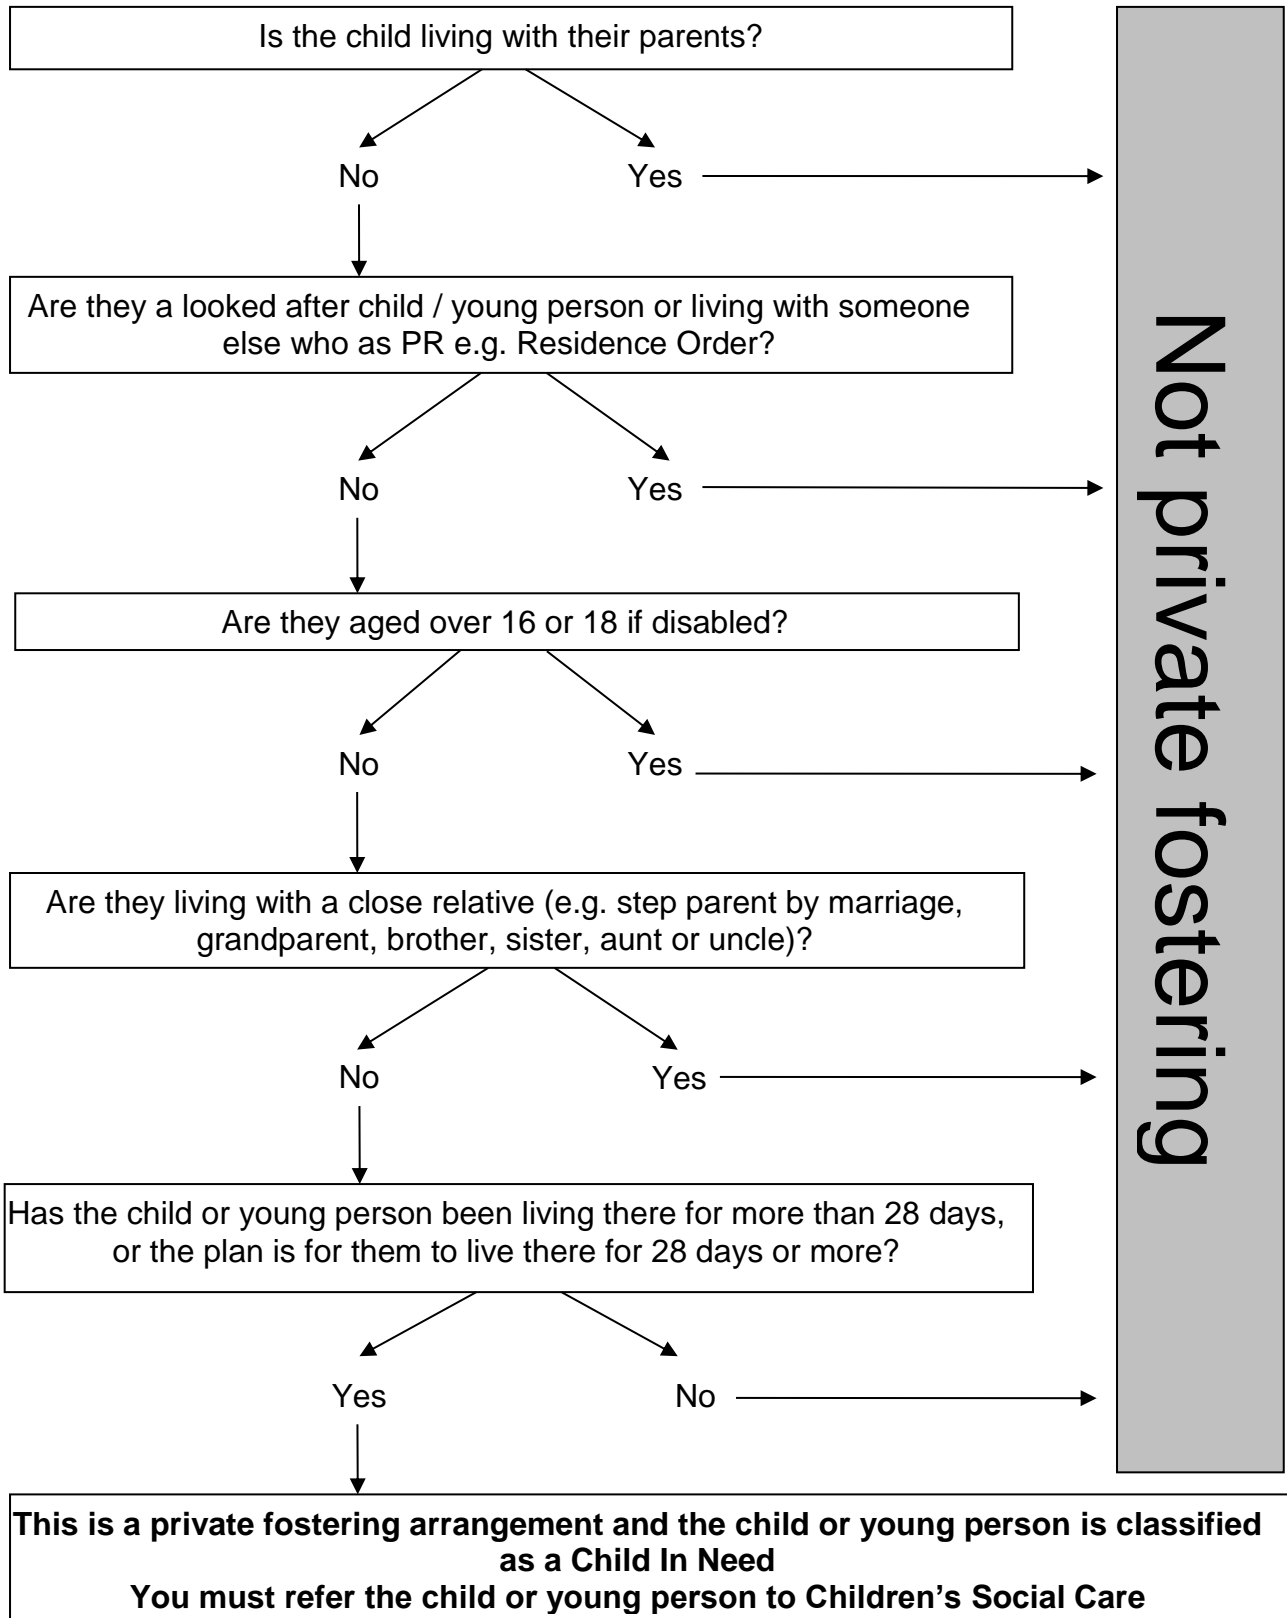 Is the child living with their parents?
No
Yes
Are they a looked after child / young person or living with someone
else who as PR e.g. Residence Order?
No
Yes
Are they aged over 16 or 18 if disabled?
No
Yes
Are they living with a close relative (e.g. step parent by marriage,
grandparent, brother, sister, aunt or uncle)?
No
Yes
Has the child or young person been living there for more than 28 days,
or the plan is for them to live there for 28 days or more?
Yes
No
This is a private fostering arrangement and the child or young person is classified
as a Child In Need
You must refer the child or young person to Children’s Social Care
Not private fostering